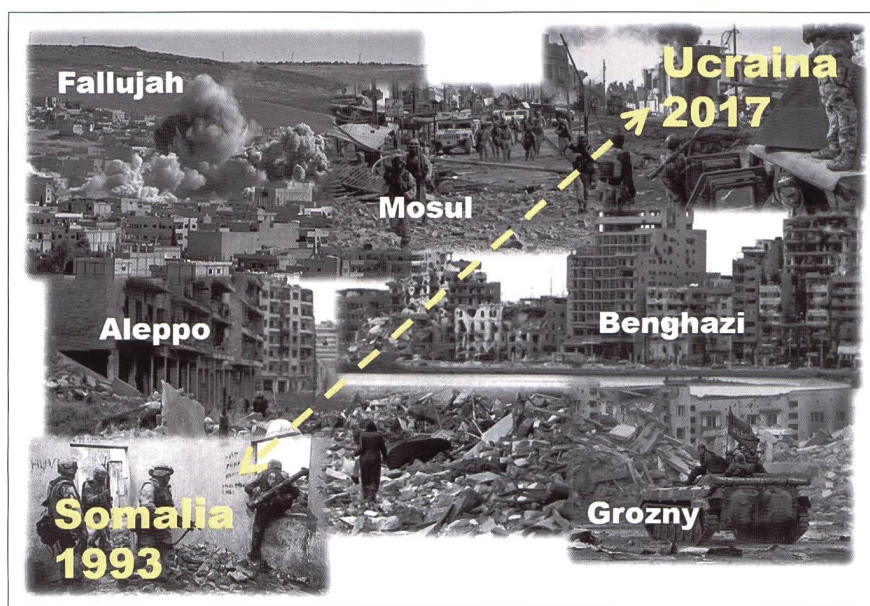 Fallujah
Ucraina
2017
Mosul
Aleppo
Benghazi
Somalia
1993
Grozny